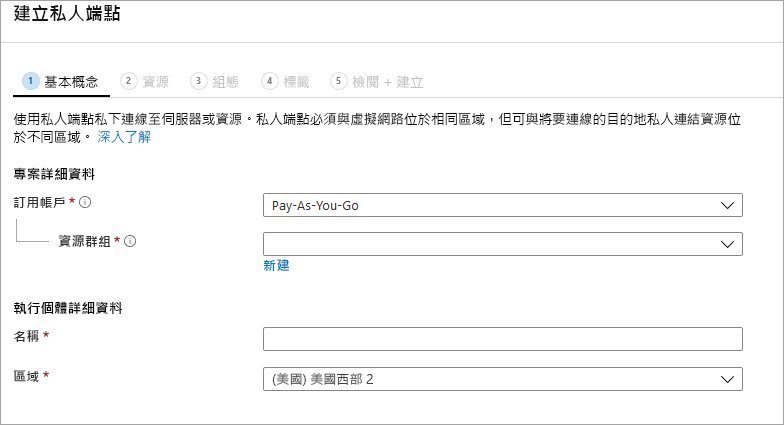 建立私人端點
1 基本概念 2 資源 3 組態 4 標籤 5 檢閱 + 建立
使用私人端點私下連線至伺服器或資源。私人端點必須與虛擬網路位於相同區域，但可與將要連線的目的地私人連結資源位
於不同區域。 深入了解
專案詳細資料
訂用帳戶 * Pay-As-You-Go
資源群組 *
新建
執行個體詳細資料
名稱 *
區域 * (美國) 美國西部 2